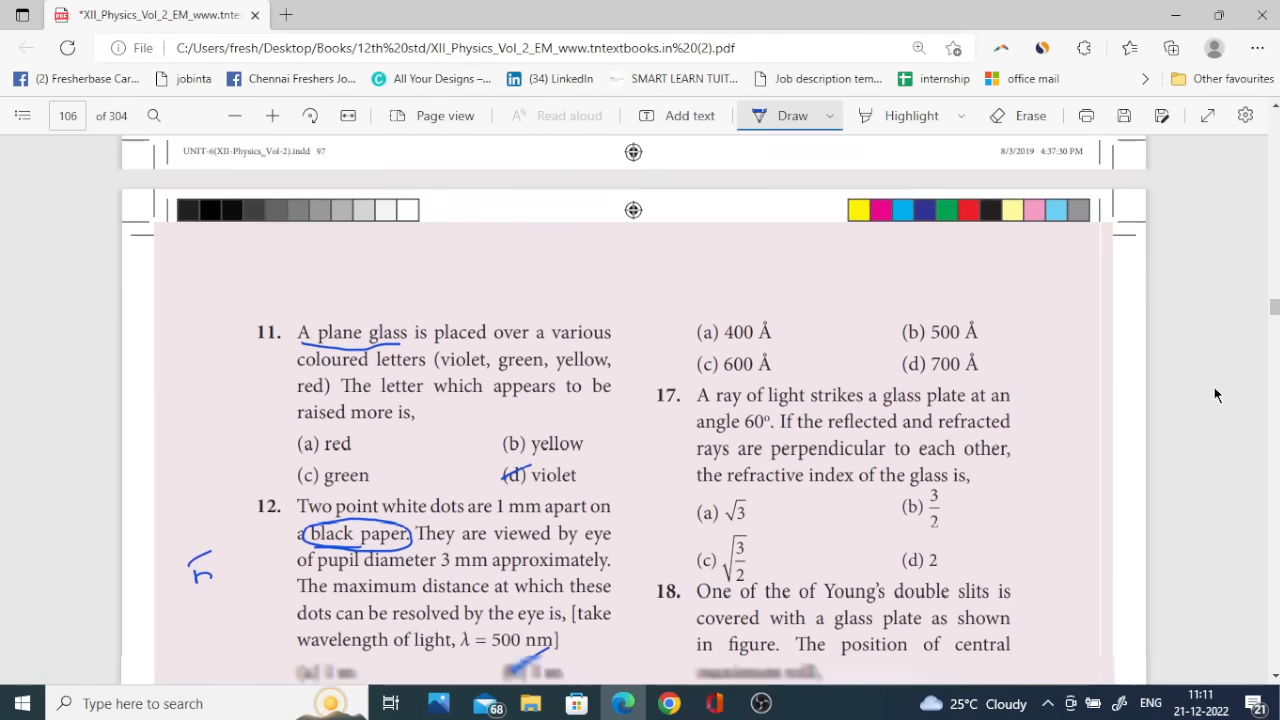 *XII_Physics_Vol_2_EM_www.tnte
File
C:/Users/fresh/Desktop/Books/12th%20std/XII_Physics_Vol_2_EM_www.tntextbooks.in%20(2).pdf
(2) Fresherbase Car...
jobinta
Chennai Freshers Jo...
All Your Designs –...
(34) LinkedIn
SMART LEARN TUIT...
Job description tem...
internship
office mail
Other favourites
106 of 304
Page view
Read aloud
Add text
Draw
Highlight
Erase
UNIT-6(XII-Physics_Vol-2).indd 97
8/3/2019 4:37:30 PM
11. A plane glass is placed over a various
coloured letters (violet, green, yellow,
red) The letter which appears to be
raised more is,
(a) red (b) yellow
(c) green (d) violet
12. Two point white dots are 1 mm apart on
a black paper. They are viewed by eye
of pupil diameter 3 mm approximately.
The maximum distance at which these
dots can be resolved by the eye is, [take
wavelength of light, λ = 500 nm]
(a) 400 Å (b) 500 Å
(c) 600 Å (d) 700 Å
17. A ray of light strikes a glass plate at an
angle 60°. If the reflected and refracted
rays are perpendicular to each other,
the refractive index of the glass is,
(a) √3 (b) 3/2
(c) √(3/2) (d) 2
18. One of the of Young’s double slits is
covered with a glass plate as shown
in figure. The position of central
Type here to search
68
25°C Cloudy
ENG
11:11
21-12-2022
21